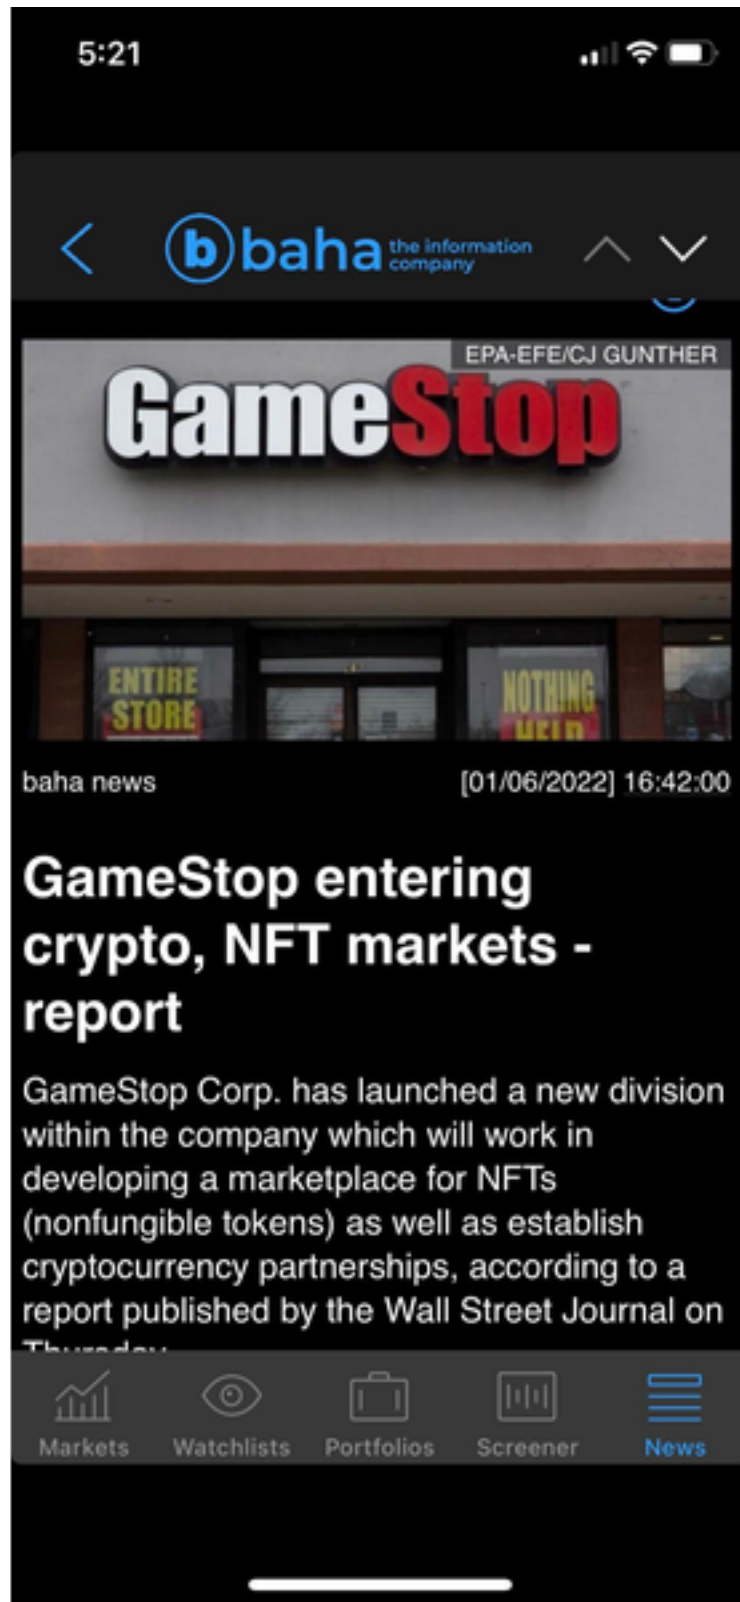 5:21
b baha the information
company
EPA-EFE/CJ GUNTHER
GameStop
ENTIRE
STORE
NOTHING
HELD
baha news [01/06/2022] 16:42:00
GameStop entering
crypto, NFT markets -
report
GameStop Corp. has launched a new division
within the company which will work in
developing a marketplace for NFTs
(nonfungible tokens) as well as establish
cryptocurrency partnerships, according to a
report published by the Wall Street Journal on
Thursday
Markets Watchlists Portfolios Screener News